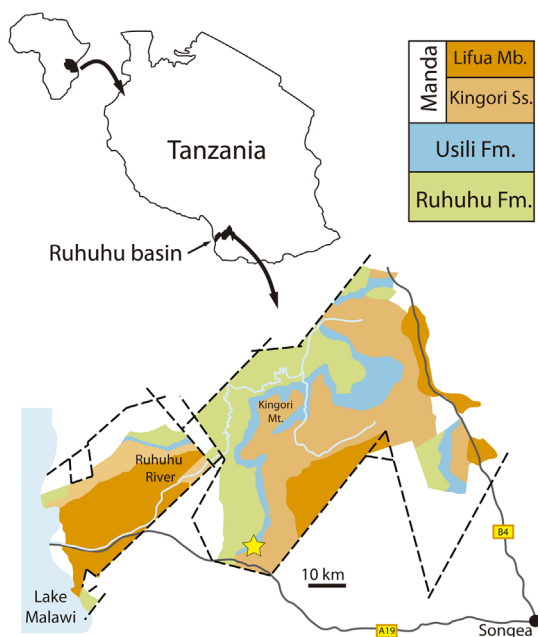 Tanzania
Ruhuhu basin
Manda
Lifua Mb.
Kingori Ss.
Usili Fm.
Ruhuhu Fm.
Kingori
Mt.
Ruhuhu
River
10 km
Lake
Malawi
B4
A19
Songea